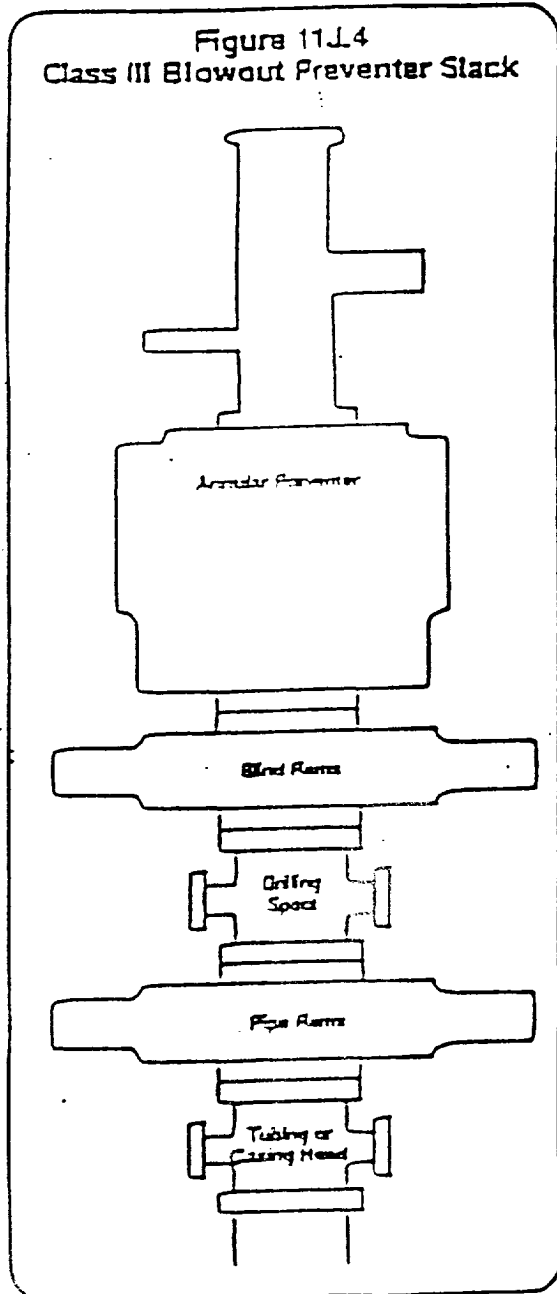 Figure 11.J.4
Class III Blowout Preventer Stack
Annular Preventer
Blind Rams
Drilling
Spool
Pipe Rams
Tubing or
Casing Head